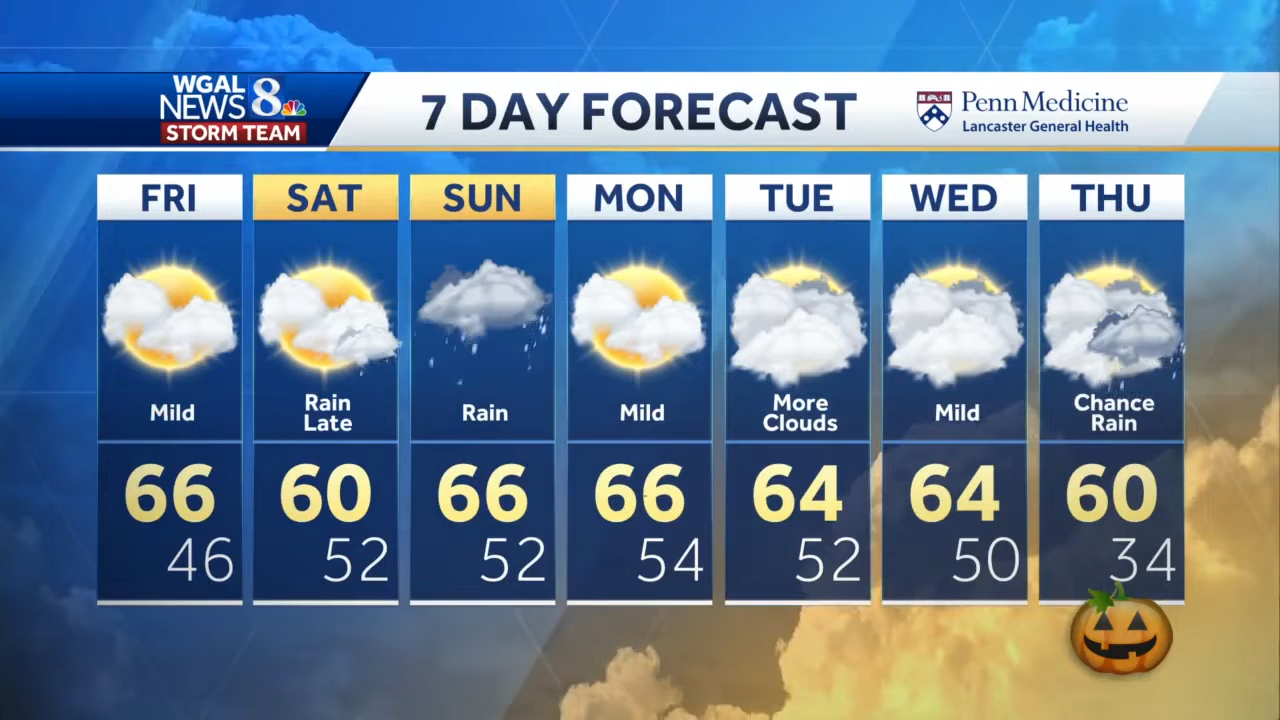 WGAL
NEWS 8
STORM TEAM
7 DAY FORECAST
Penn Medicine
Lancaster General Health
FRI SAT SUN MON TUE WED THU
Mild Rain Late Rain Mild More Clouds Mild Chance Rain
66 60 66 66 64 64 60
46 52 52 54 52 50 34